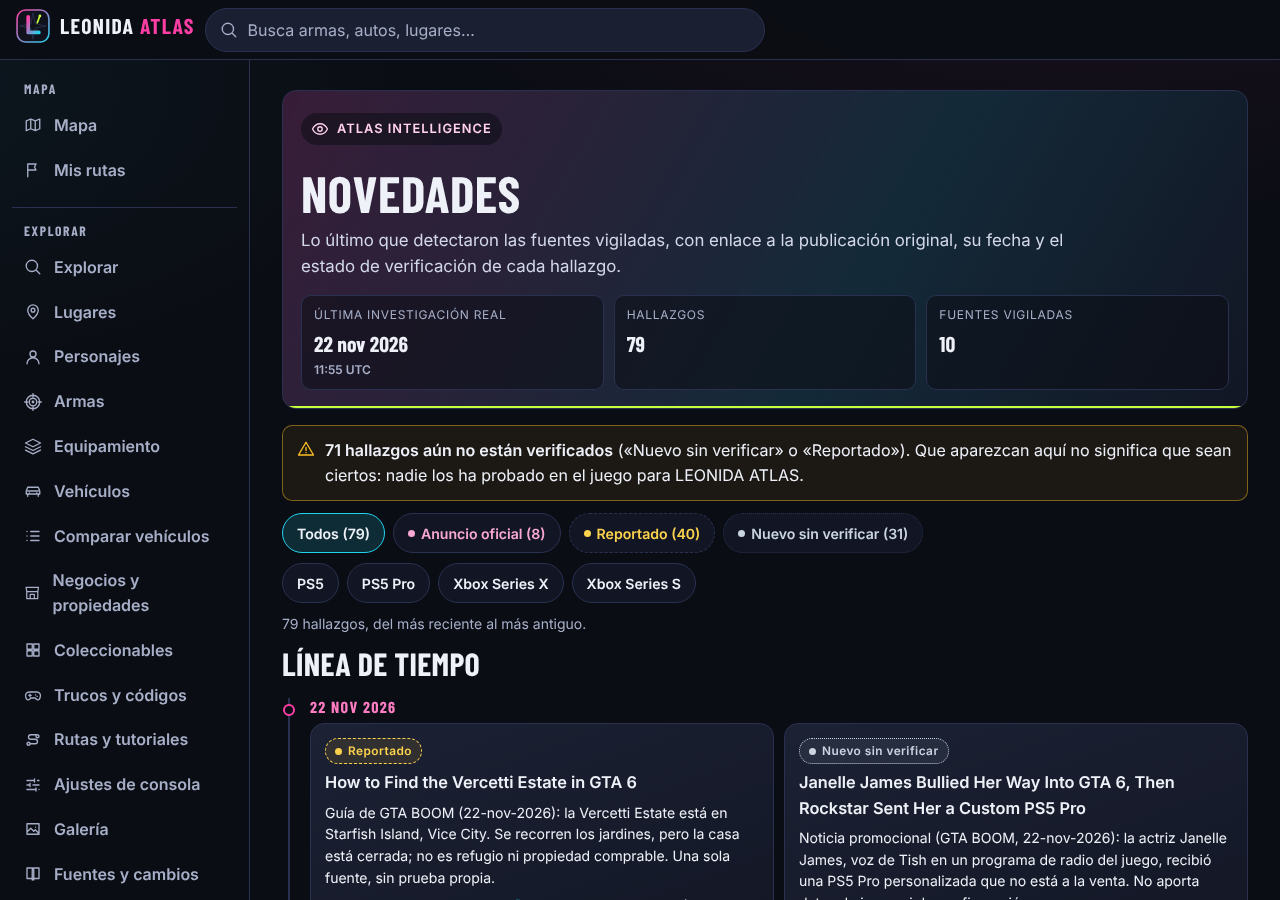 LEONIDA ATLAS
Busca armas, autos, lugares...
MAPA
Mapa
Mis rutas
EXPLORAR
Explorar
Lugares
Personajes
Armas
Equipamiento
Vehículos
Comparar vehículos
Negocios y
propiedades
Coleccionables
Trucos y códigos
Rutas y tutoriales
Ajustes de consola
Galería
Fuentes y cambios
ATLAS INTELLIGENCE
NOVEDADES
Lo último que detectaron las fuentes vigiladas, con enlace a la publicación original, su fecha y el
estado de verificación de cada hallazgo.
ÚLTIMA INVESTIGACIÓN REAL
22 nov 2026
11:55 UTC
HALLAZGOS
79
FUENTES VIGILADAS
10
71 hallazgos aún no están verificados («Nuevo sin verificar» o «Reportado»). Que aparezcan aquí no significa que sean
ciertos: nadie los ha probado en el juego para LEONIDA ATLAS.
Todos (79)
Anuncio oficial (8)
Reportado (40)
Nuevo sin verificar (31)
PS5
PS5 Pro
Xbox Series X
Xbox Series S
79 hallazgos, del más reciente al más antiguo.
LÍNEA DE TIEMPO
22 NOV 2026
Reportado
How to Find the Vercetti Estate in GTA 6
Guía de GTA BOOM (22-nov-2026): la Vercetti Estate está en
Starfish Island, Vice City. Se recorren los jardines, pero la casa
está cerrada; no es refugio ni propiedad comprable. Una sola
fuente, sin prueba propia.
Nuevo sin verificar
Janelle James Bullied Her Way Into GTA 6, Then
Rockstar Sent Her a Custom PS5 Pro
Noticia promocional (GTA BOOM, 22-nov-2026): la actriz Janelle
James, voz de Tish en un programa de radio del juego, recibió
una PS5 Pro personalizada que no está a la venta. No aporta